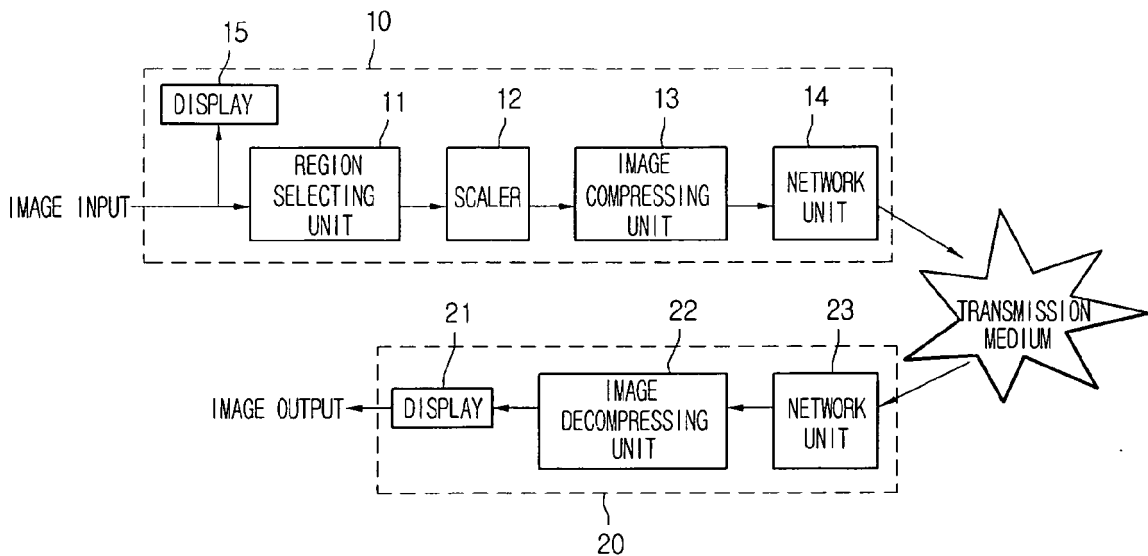 15
10
DISPLAY
11
12
13
14
IMAGE INPUT
REGION
SELECTING
UNIT
SCALER
IMAGE
COMPRESSING
UNIT
NETWORK
UNIT
TRANSMISSION
MEDIUM
21
22
23
IMAGE OUTPUT
DISPLAY
IMAGE
DECOMPRESSING
UNIT
NETWORK
UNIT
20